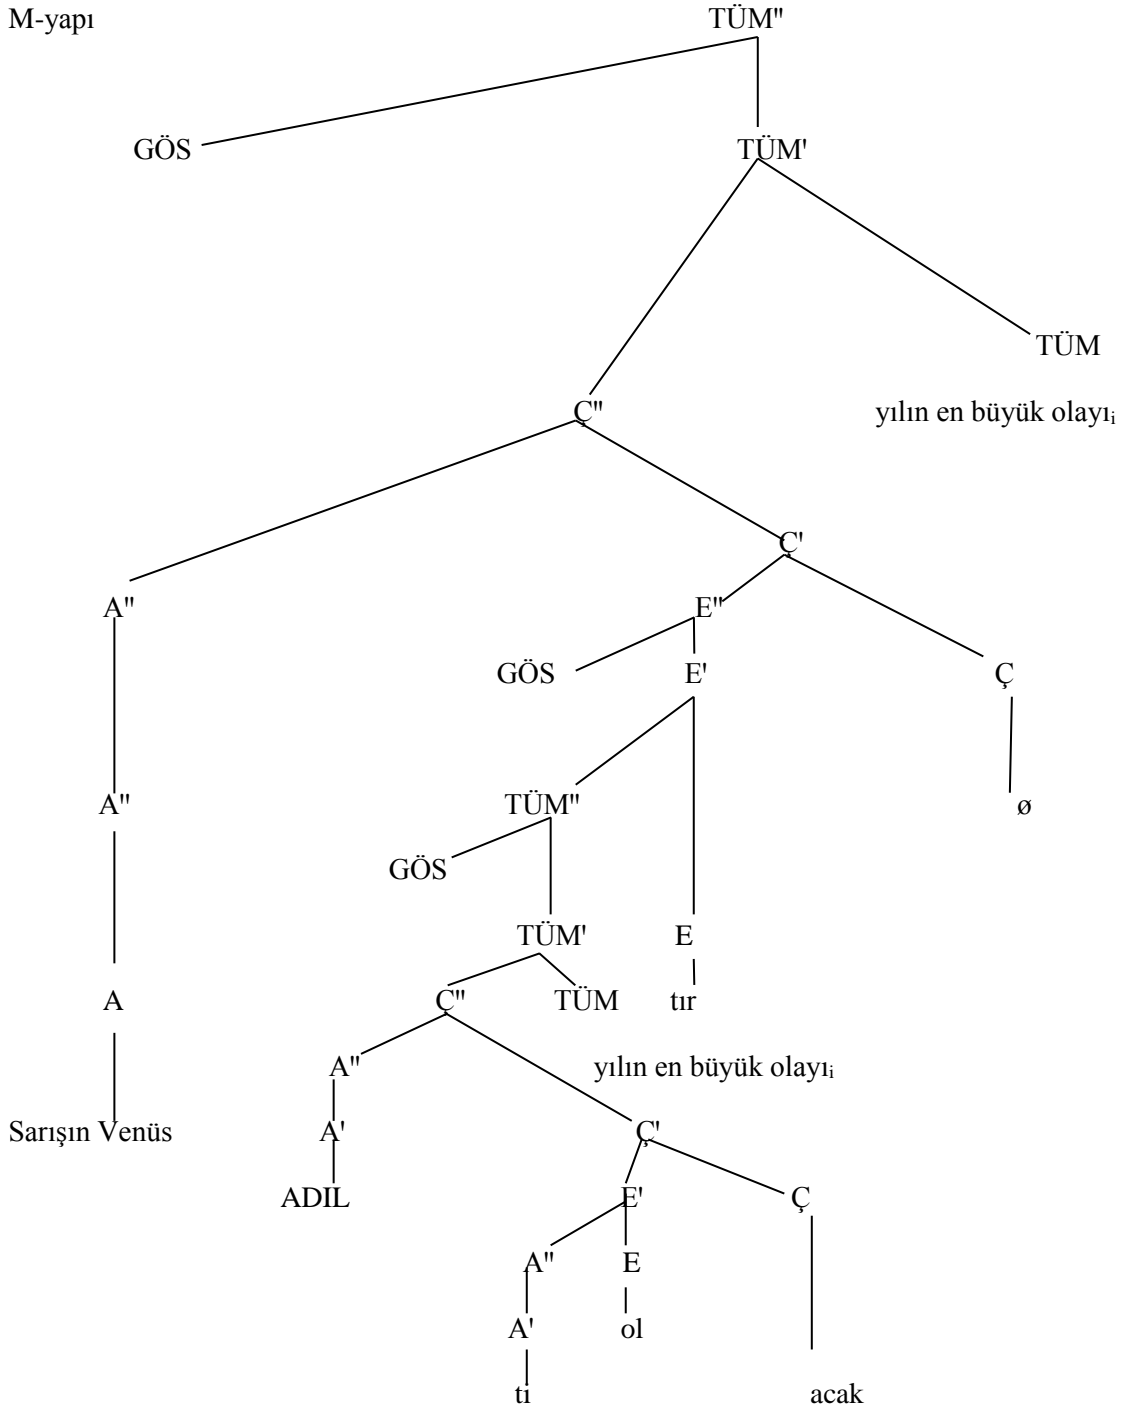 M-yapı TÜM"
GÖS TÜM'
TÜM
Ç" yılın en büyük olayıᵢ
Ç'
A" E"
GÖS E' Ç
A" TÜM" ø
GÖS
TÜM' E
A Ç" TÜM tır
A" yılın en büyük olayıᵢ
Sarışın Venüs A' Ç'
ADIL E' Ç
A" E
A' ol
ti acak